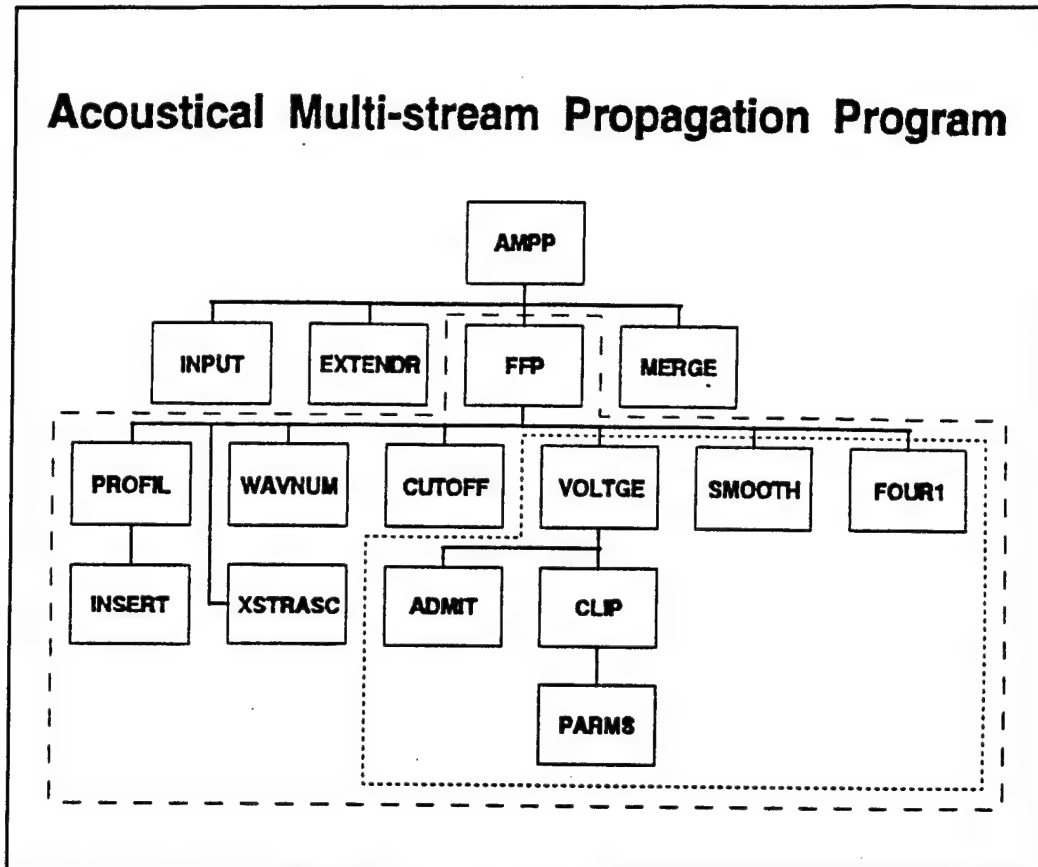 Acoustical Multi-stream Propagation Program
AMPP
INPUT
EXTENDR
FFP
MERGE
PROFIL
WAVNUM
CUTOFF
VOLTGE
SMOOTH
FOUR1
INSERT
XSTRASC
ADMIT
CLIP
PARMS